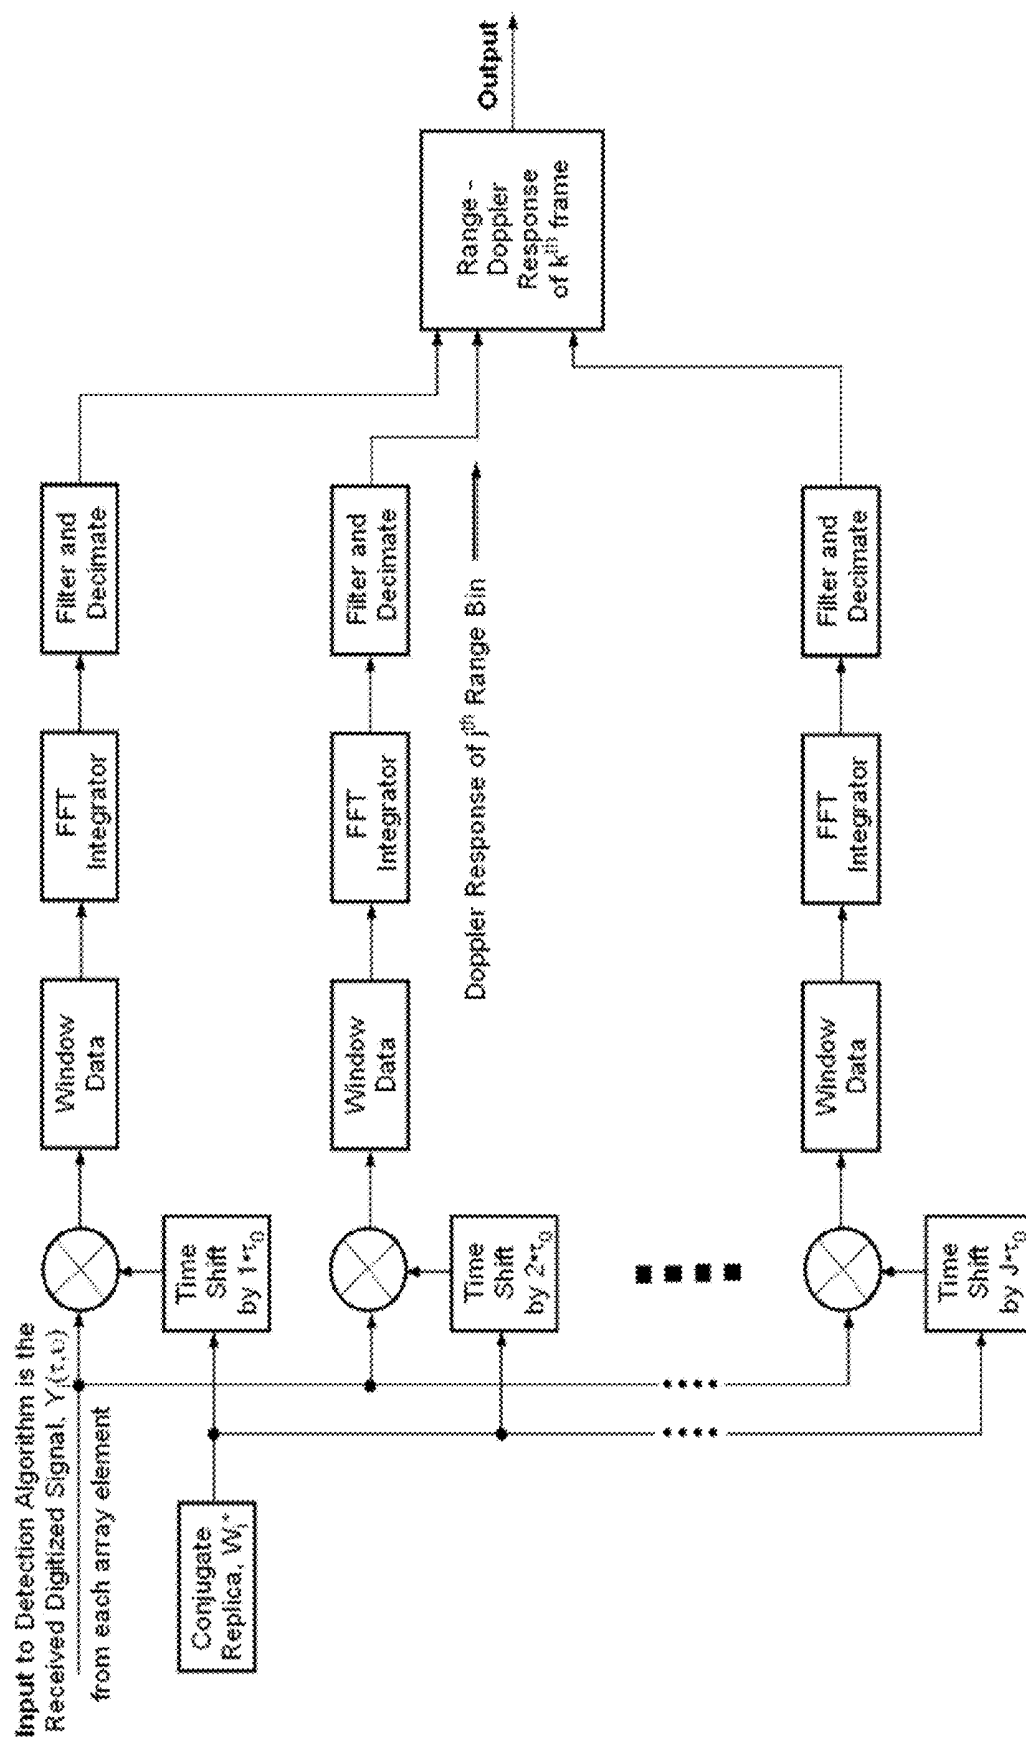 Input to Detection Algorithm is the
Received Digitized Signal, Yᵢ(τ,υ)
from each array element
Conjugate
Replica, Wᵢ*
Time
Shift
by 1•τ₀
Window
Data
FFT
Integrator
Filter and
Decimate
Time
Shift
by 2•τ₀
Window
Data
FFT
Integrator
Filter and
Decimate
Doppler Response of jᵗʰ Range Bin
Time
Shift
by J•τ₀
Window
Data
FFT
Integrator
Filter and
Decimate
Range -
Doppler
Response
of kᵗʰ frame
Output